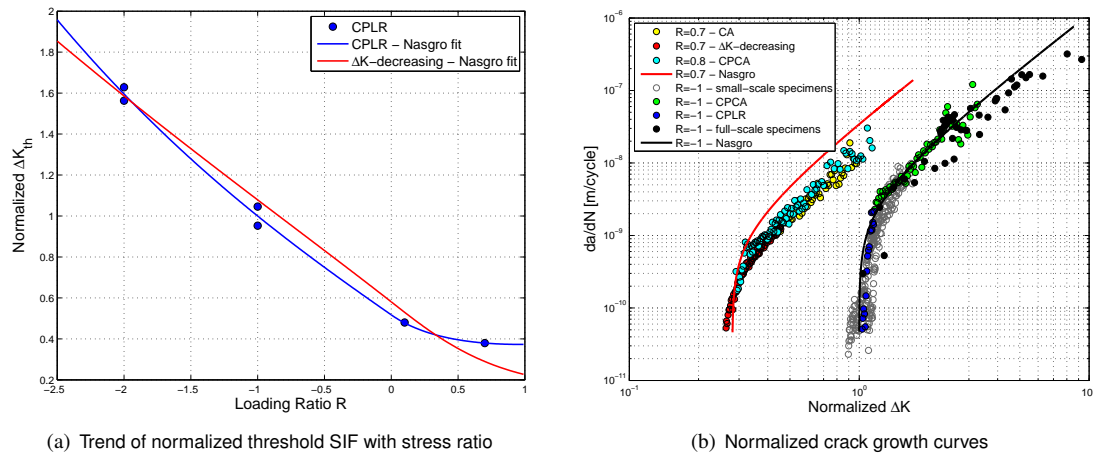 2
1.8
1.6
1.4
1.2
1
0.8
0.6
0.4
0.2
Normalized ΔK_th
CPLR
CPLR − Nasgro fit
ΔK−decreasing − Nasgro fit
−2.5 −2 −1.5 −1 −0.5 0 0.5 1
Loading Ratio R
(a) Trend of normalized threshold SIF with stress ratio
10^−6
10^−7
10^−8
10^−9
10^−10
10^−11
da/dN [m/cycle]
R=0.7 − CA
R=0.7 − ΔK−decreasing
R=0.8 − CPCA
R=0.7 − Nasgro
R=−1 − small−scale specimens
R=−1 − CPCA
R=−1 − CPLR
R=−1 − full−scale specimens
R=−1 − Nasgro
10^−1 10^0 10
Normalized ΔK
(b) Normalized crack growth curves